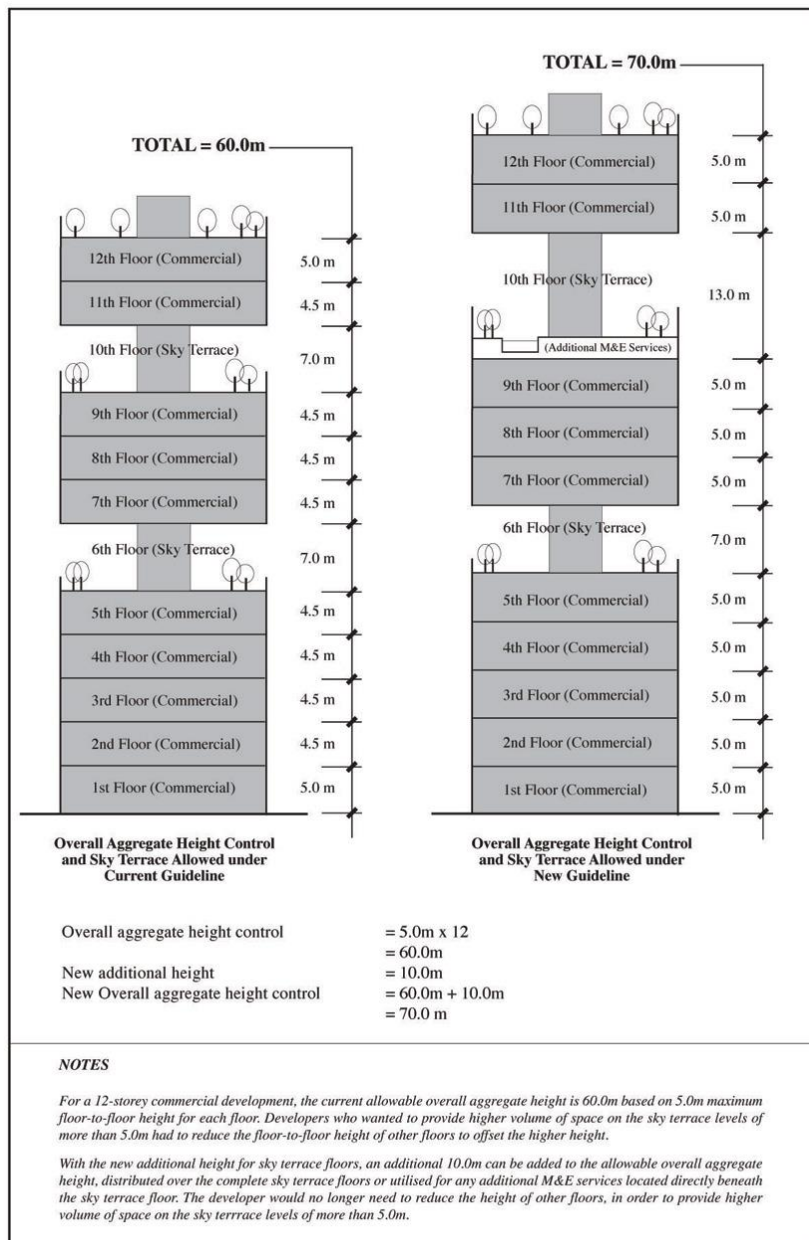 TOTAL = 60.0m
12th Floor (Commercial)
5.0 m
11th Floor (Commercial)
4.5 m
10th Floor (Sky Terrace)
7.0 m
9th Floor (Commercial)
4.5 m
8th Floor (Commercial)
4.5 m
7th Floor (Commercial)
4.5 m
6th Floor (Sky Terrace)
7.0 m
5th Floor (Commercial)
4.5 m
4th Floor (Commercial)
4.5 m
3rd Floor (Commercial)
4.5 m
2nd Floor (Commercial)
4.5 m
1st Floor (Commercial)
5.0 m
Overall Aggregate Height Control
and Sky Terrace Allowed under
Current Guideline
TOTAL = 70.0m
12th Floor (Commercial)
5.0 m
11th Floor (Commercial)
5.0 m
10th Floor (Sky Terrace)
13.0 m
(Additional M&E Services)
9th Floor (Commercial)
5.0 m
8th Floor (Commercial)
5.0 m
7th Floor (Commercial)
5.0 m
6th Floor (Sky Terrace)
7.0 m
5th Floor (Commercial)
5.0 m
4th Floor (Commercial)
5.0 m
3rd Floor (Commercial)
5.0 m
2nd Floor (Commercial)
5.0 m
1st Floor (Commercial)
5.0 m
Overall Aggregate Height Control
and Sky Terrace Allowed under
New Guideline
Overall aggregate height control = 5.0m x 12
= 60.0m
New additional height = 10.0m
New Overall aggregate height control = 60.0m + 10.0m
= 70.0 m
NOTES
For a 12-storey commercial development, the current allowable overall aggregate height is 60.0m based on 5.0m maximum
floor-to-floor height for each floor. Developers who wanted to provide higher volume of space on the sky terrace levels of
more than 5.0m had to reduce the floor-to-floor height of other floors to offset the higher height.
With the new additional height for sky terrace floors, an additional 10.0m can be added to the allowable overall aggregate
height, distributed over the complete sky terrace floors or utilised for any additional M&E services located directly beneath
the sky terrace floor. The developer would no longer need to reduce the height of other floors, in order to provide higher
volume of space on the sky terrrace levels of more than 5.0m.